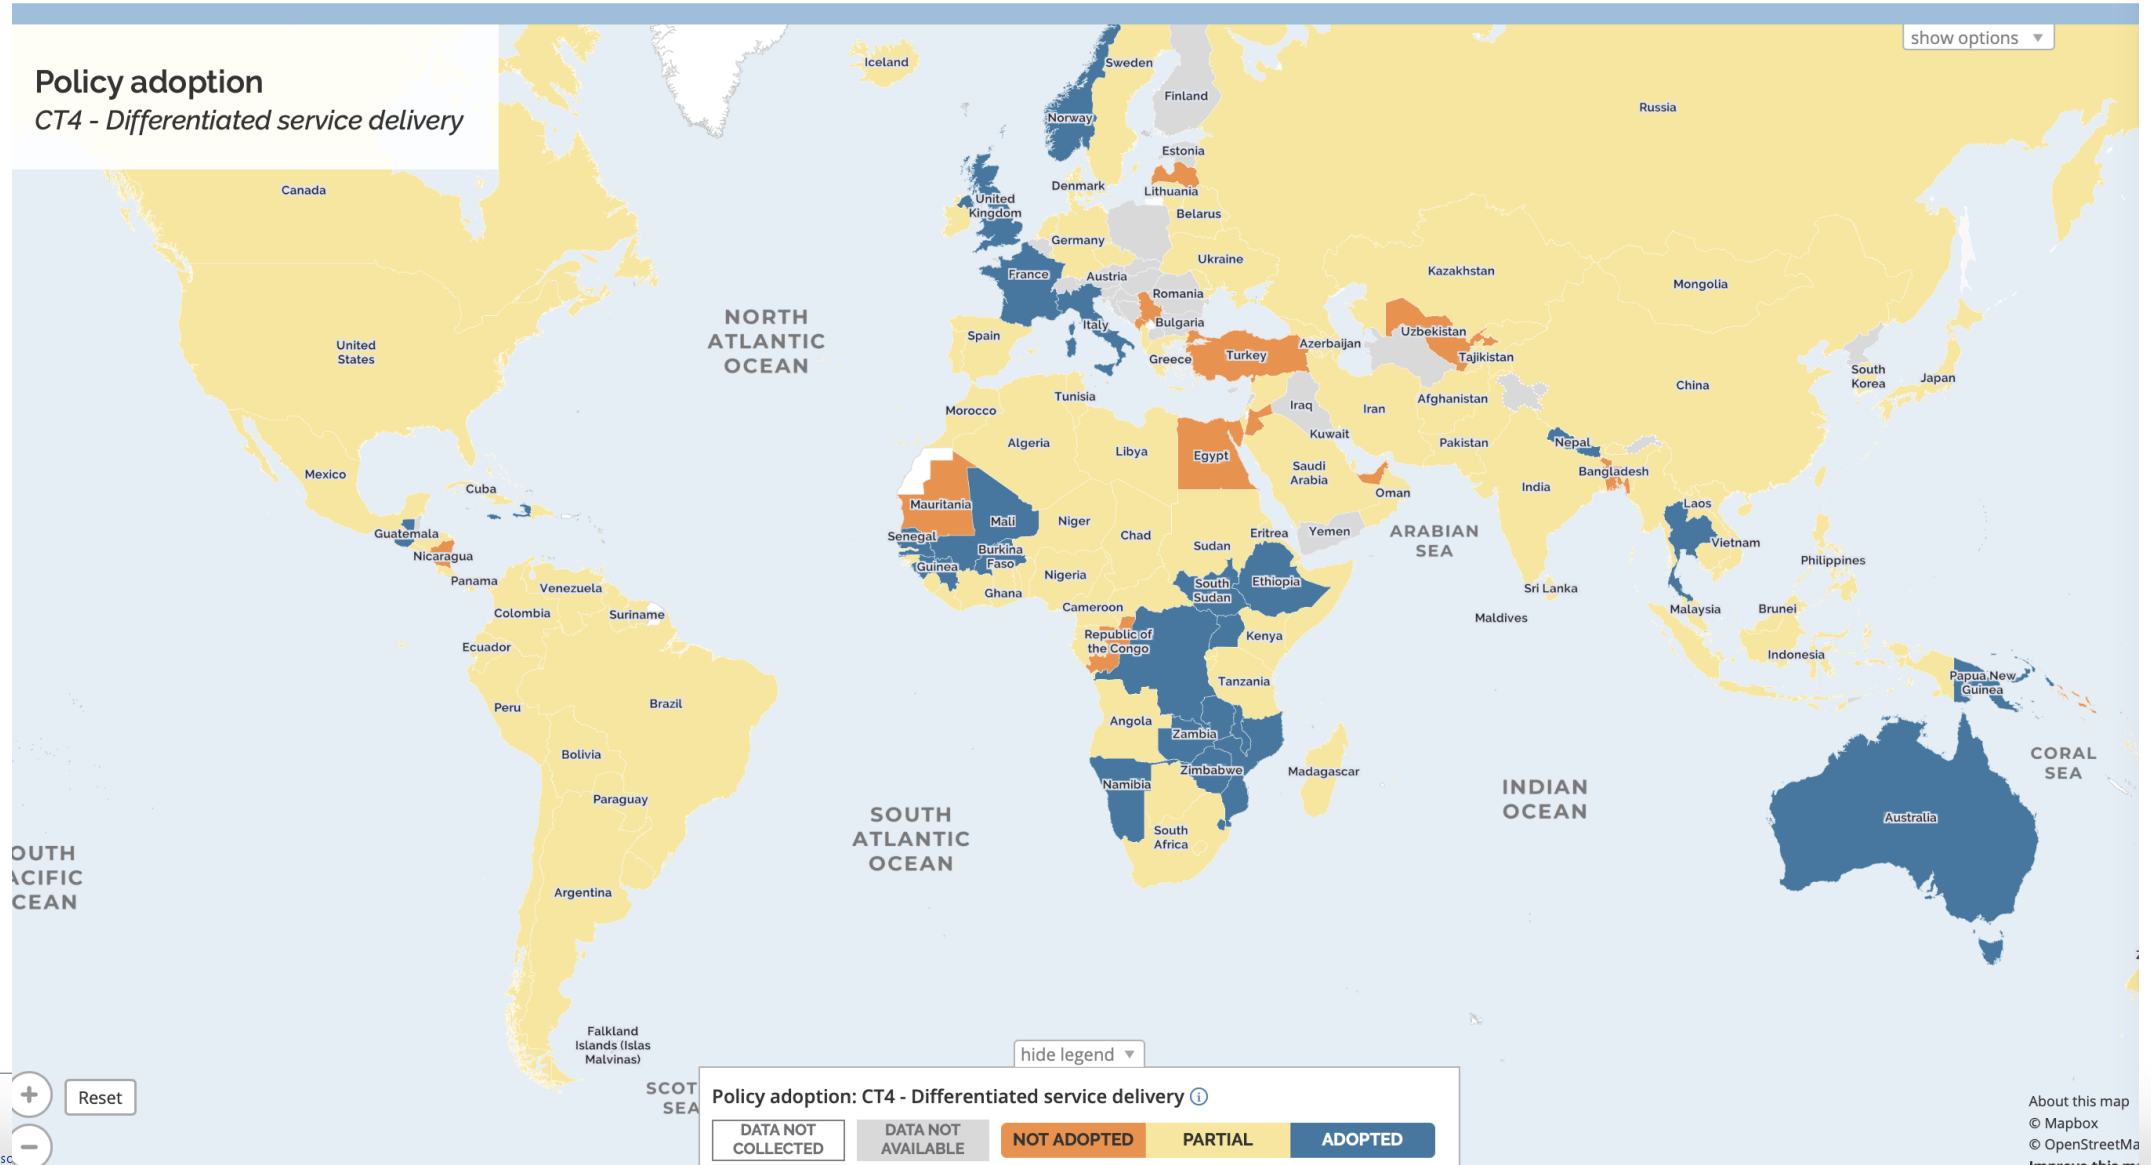 show options
Policy adoption
CT4 - Differentiated service delivery
Iceland
Sweden
Finland
Russia
Norway
Estonia
Canada
Denmark
Lithuania
United
Kingdom
Belarus
Germany
Ukraine
France
Austria
Kazakhstan
Mongolia
Romania
NORTH
ATLANTIC
OCEAN
Italy
Bulgaria
Spain
Uzbekistan
United
States
Greece
Turkey
Azerbaijan
Tajikistan
South
Korea
Japan
China
Tunisia
Morocco
Iraq
Iran
Afghanistan
Algeria
Libya
Egypt
Kuwait
Pakistan
Nepal
Mexico
Saudi
Arabia
Bangladesh
India
Cuba
Oman
Mauritania
Mali
Niger
Chad
Laos
Guatemala
Senegal
Sudan
Eritrea
Yemen
ARABIAN
SEA
Vietnam
Nicaragua
Burkina
Faso
Guinea
Philippines
Panama
Venezuela
Nigeria
Ghana
South
Sudan
Ethiopia
Sri Lanka
Colombia
Suriname
Cameroon
Maldives
Malaysia
Brunei
Ecuador
Republic of
the Congo
Kenya
Indonesia
Peru
Brazil
Tanzania
Papua New
Guinea
Angola
Zambia
Bolivia
Zimbabwe
Madagascar
CORAL
SEA
Namibia
Paraguay
INDIAN
OCEAN
SOUTH
ATLANTIC
OCEAN
South
Africa
Australia
OUTH
ACIFIC
CEAN
Argentina
Falkland
Islands (Islas
Malvinas)
hide legend
SCOT
SEA
+
Reset
−
Policy adoption: CT4 - Differentiated service delivery
DATA NOT
COLLECTED
DATA NOT
AVAILABLE
NOT ADOPTED
PARTIAL
ADOPTED
About this map
© Mapbox
© OpenStreetMa